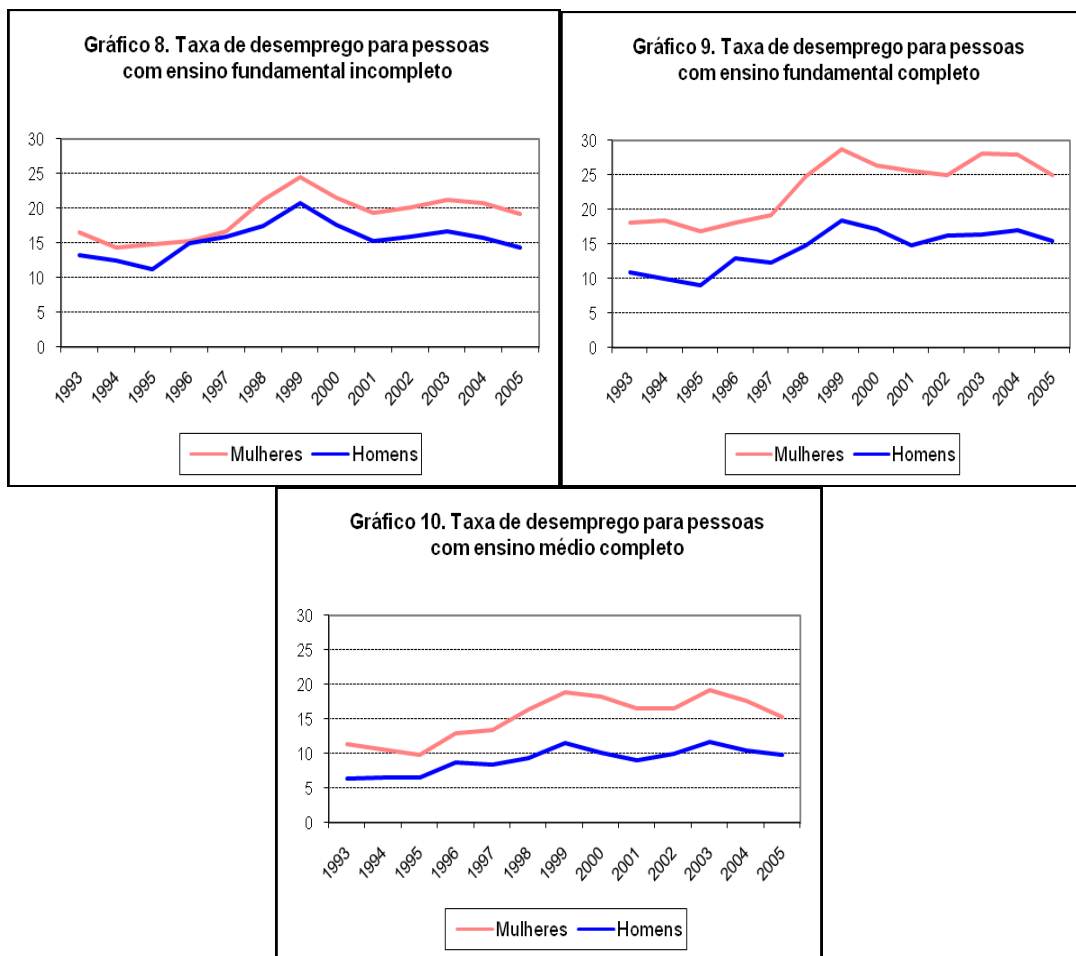 Gráfico 8. Taxa de desemprego para pessoas
com ensino fundamental incompleto
30
25
20
15
10
5
0
1993 1994 1995 1996 1997 1998 1999 2000 2001 2002 2003 2004 2005
Mulheres Homens
Gráfico 9. Taxa de desemprego para pessoas
com ensino fundamental completo
30
25
20
15
10
5
0
1993 1994 1995 1996 1997 1998 1999 2000 2001 2002 2003 2004 2005
Mulheres Homens
Gráfico 10. Taxa de desemprego para pessoas
com ensino médio completo
30
25
20
15
10
5
0
1993 1994 1995 1996 1997 1998 1999 2000 2001 2002 2003 2004 2005
Mulheres Homens